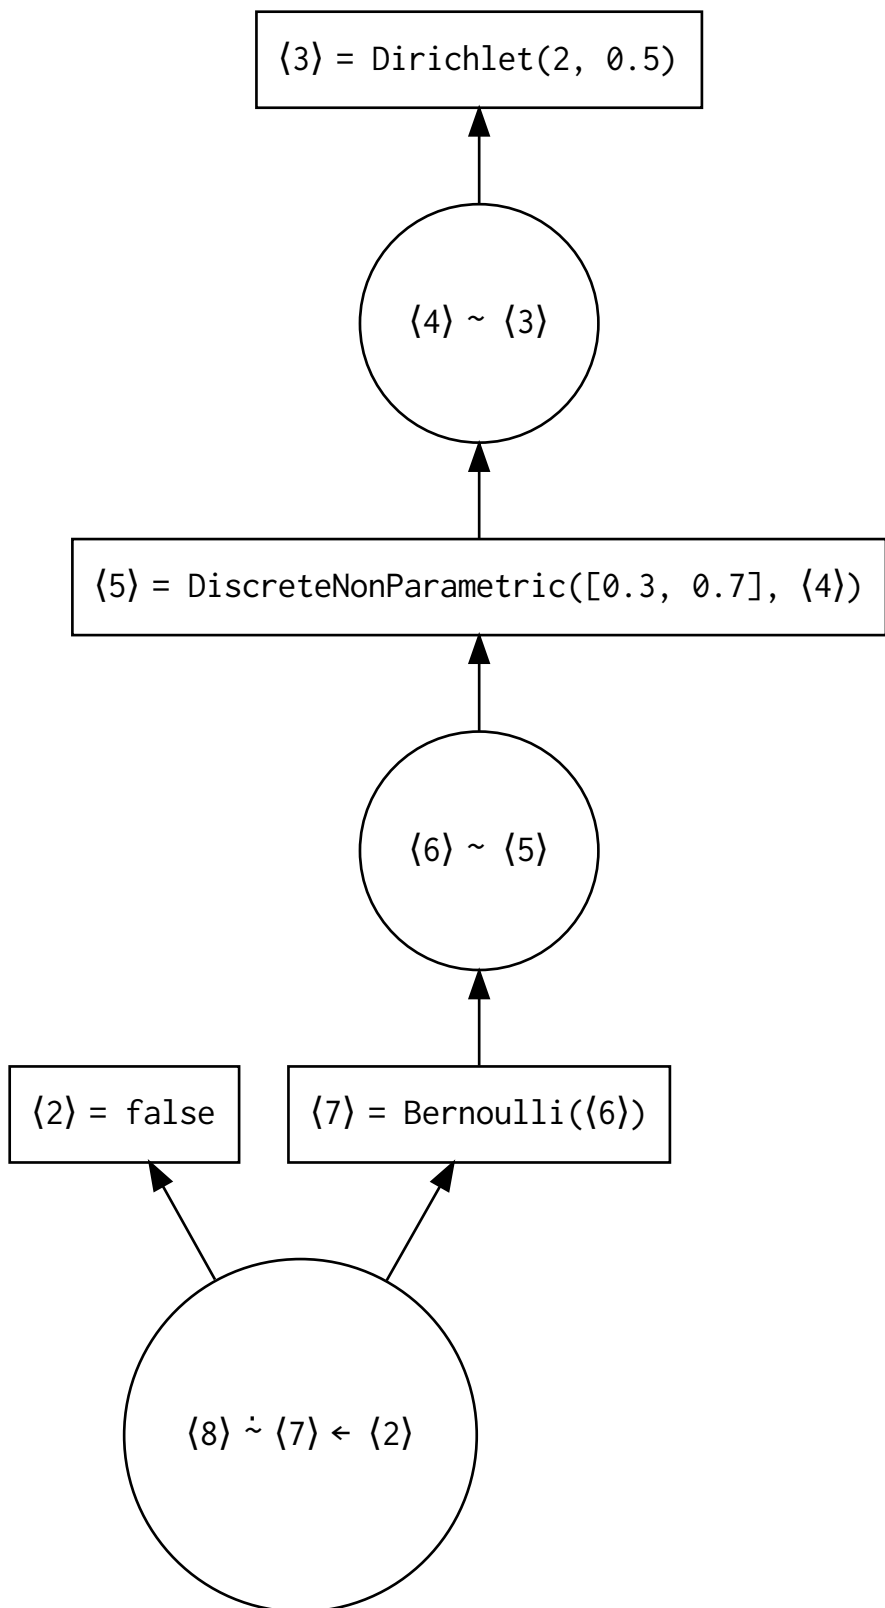 ⟨3⟩ = Dirichlet(2, 0.5)
⟨4⟩ ~ ⟨3⟩
⟨5⟩ = DiscreteNonParametric([0.3, 0.7], ⟨4⟩)
⟨6⟩ ~ ⟨5⟩
⟨2⟩ = false
⟨7⟩ = Bernoulli(⟨6⟩)
⟨8⟩ ⩪ ⟨7⟩ ← ⟨2⟩